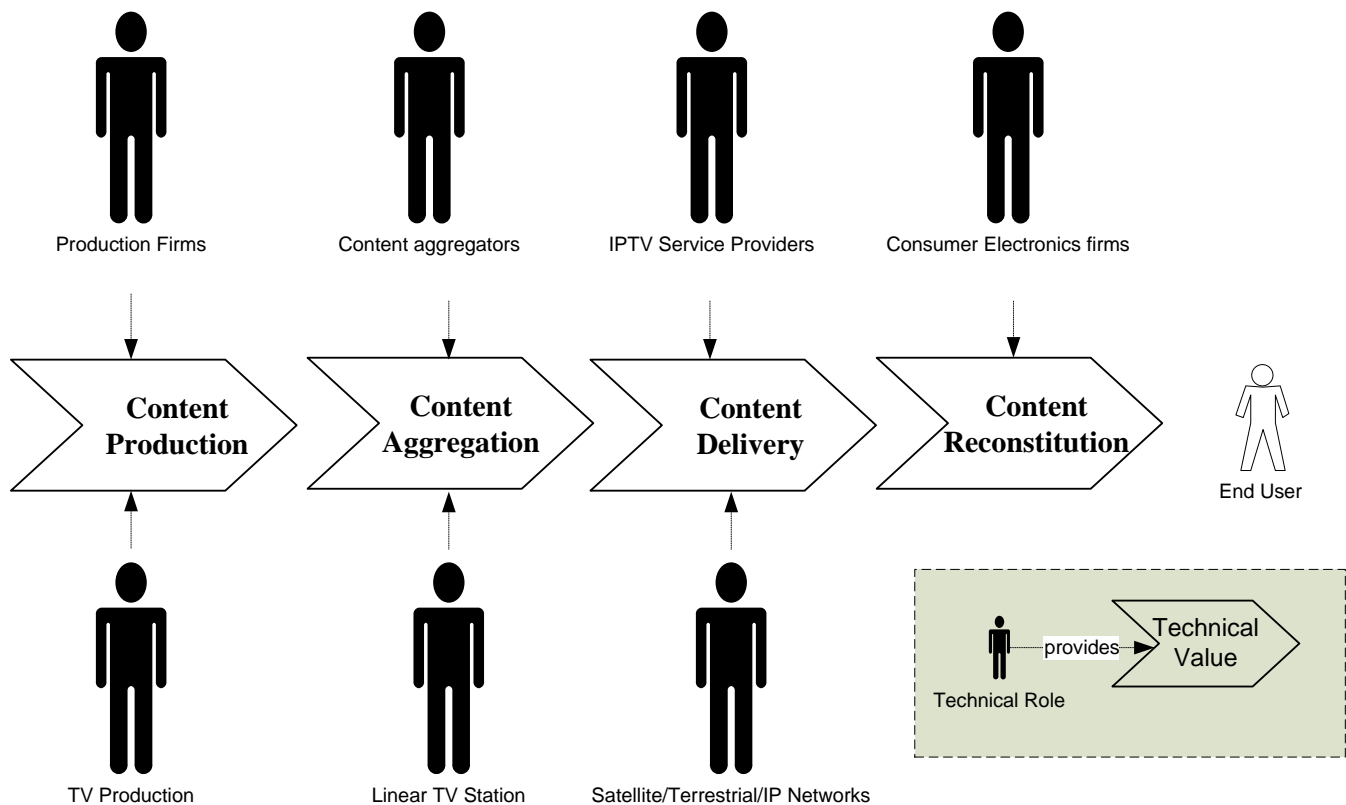 Production Firms
Content aggregators
IPTV Service Providers
Consumer Electronics firms
Content
Production
Content
Aggregation
Content
Delivery
Content
Reconstitution
End User
provides
Technical
Value
Technical Role
TV Production
Linear TV Station
Satellite/Terrestrial/IP Networks